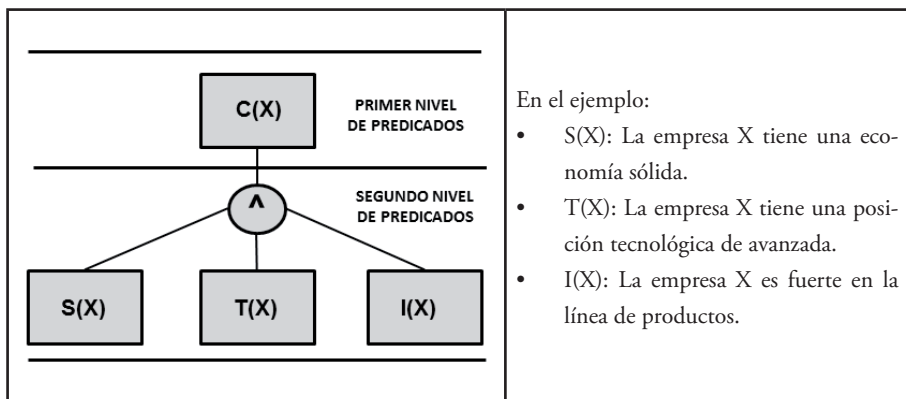 C(X)
PRIMER NIVEL
DE PREDICADOS
^
SEGUNDO NIVEL
DE PREDICADOS
S(X)
T(X)
I(X)
En el ejemplo:
• S(X): La empresa X tiene una eco-
nomía sólida.
• T(X): La empresa X tiene una posi-
ción tecnológica de avanzada.
• I(X): La empresa X es fuerte en la
línea de productos.